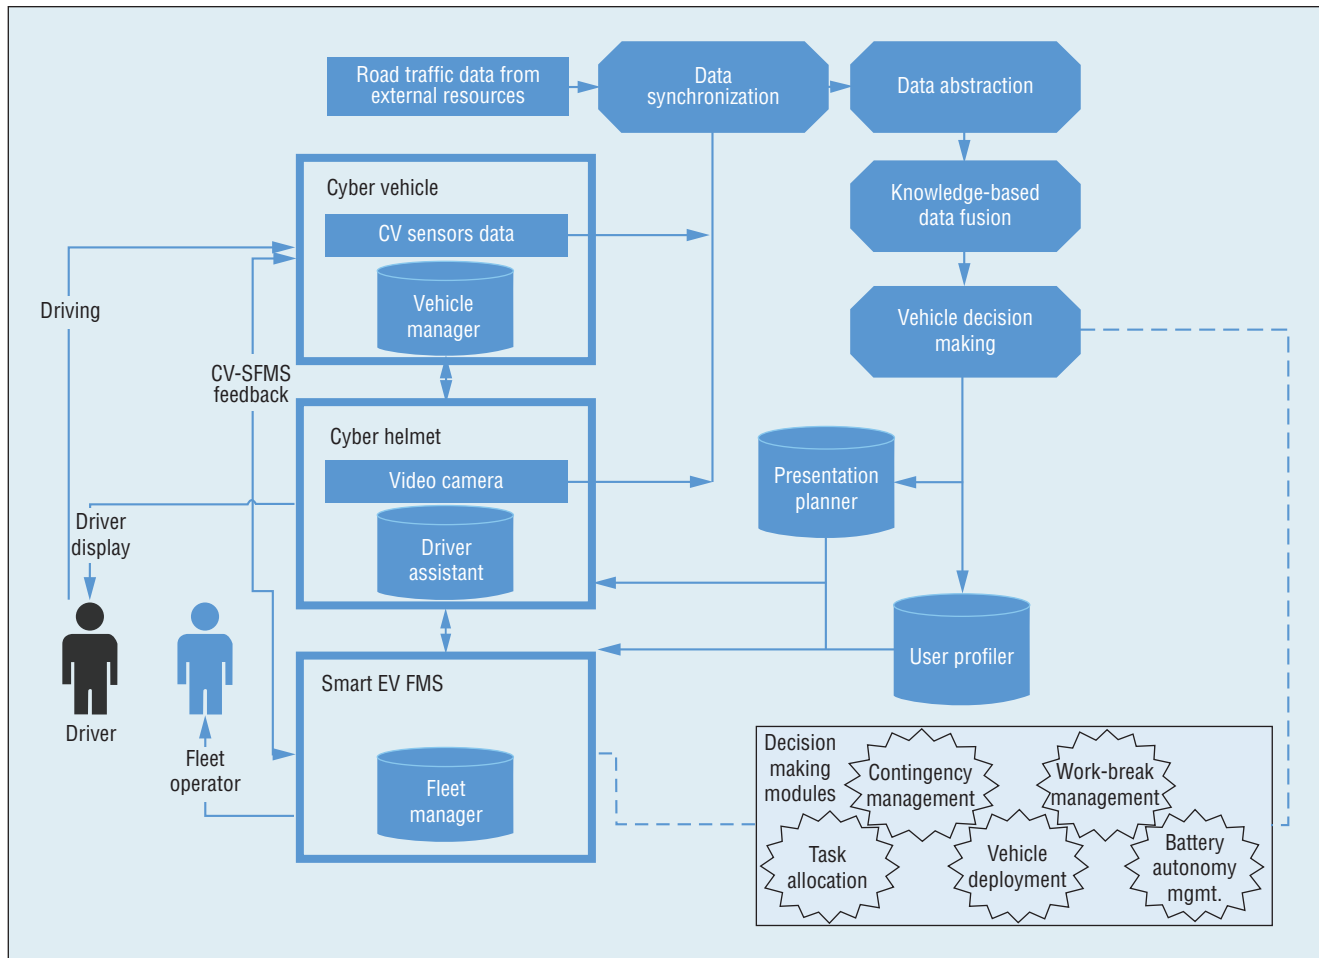 Road traffic data from
external resources
Data
synchronization
Data abstraction
Knowledge-based
data fusion
Vehicle decision
making
Cyber vehicle
CV sensors data
Vehicle
manager
Driving
CV-SFMS
feedback
Cyber helmet
Video camera
Driver
assistant
Presentation
planner
Driver
display
User profiler
Driver
Smart EV FMS
Fleet
manager
Fleet
operator
Decision
making
modules
Contingency
management
Work-break
management
Task
allocation
Vehicle
deployment
Battery
autonomy
mgmt.